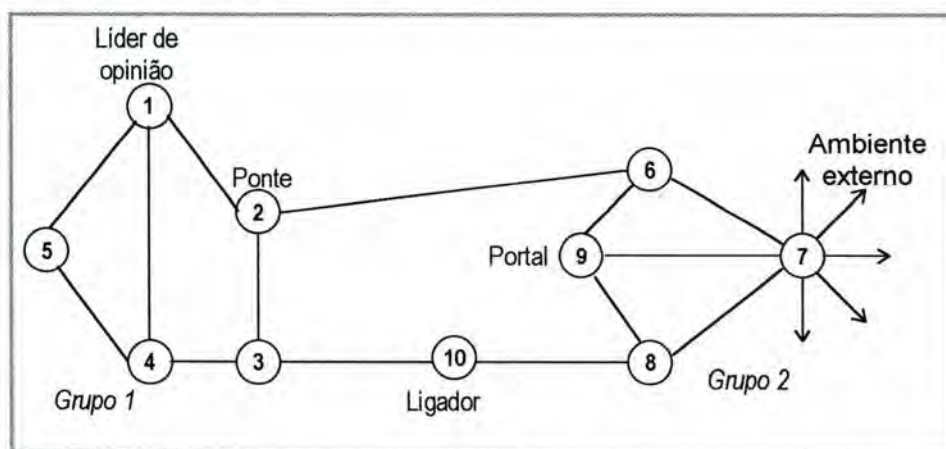 Líder de
opinião
1
Ponte
2
6
Ambiente
externo
5
Portal
9
7
4
3
10
8
Grupo 1
Ligador
Grupo 2